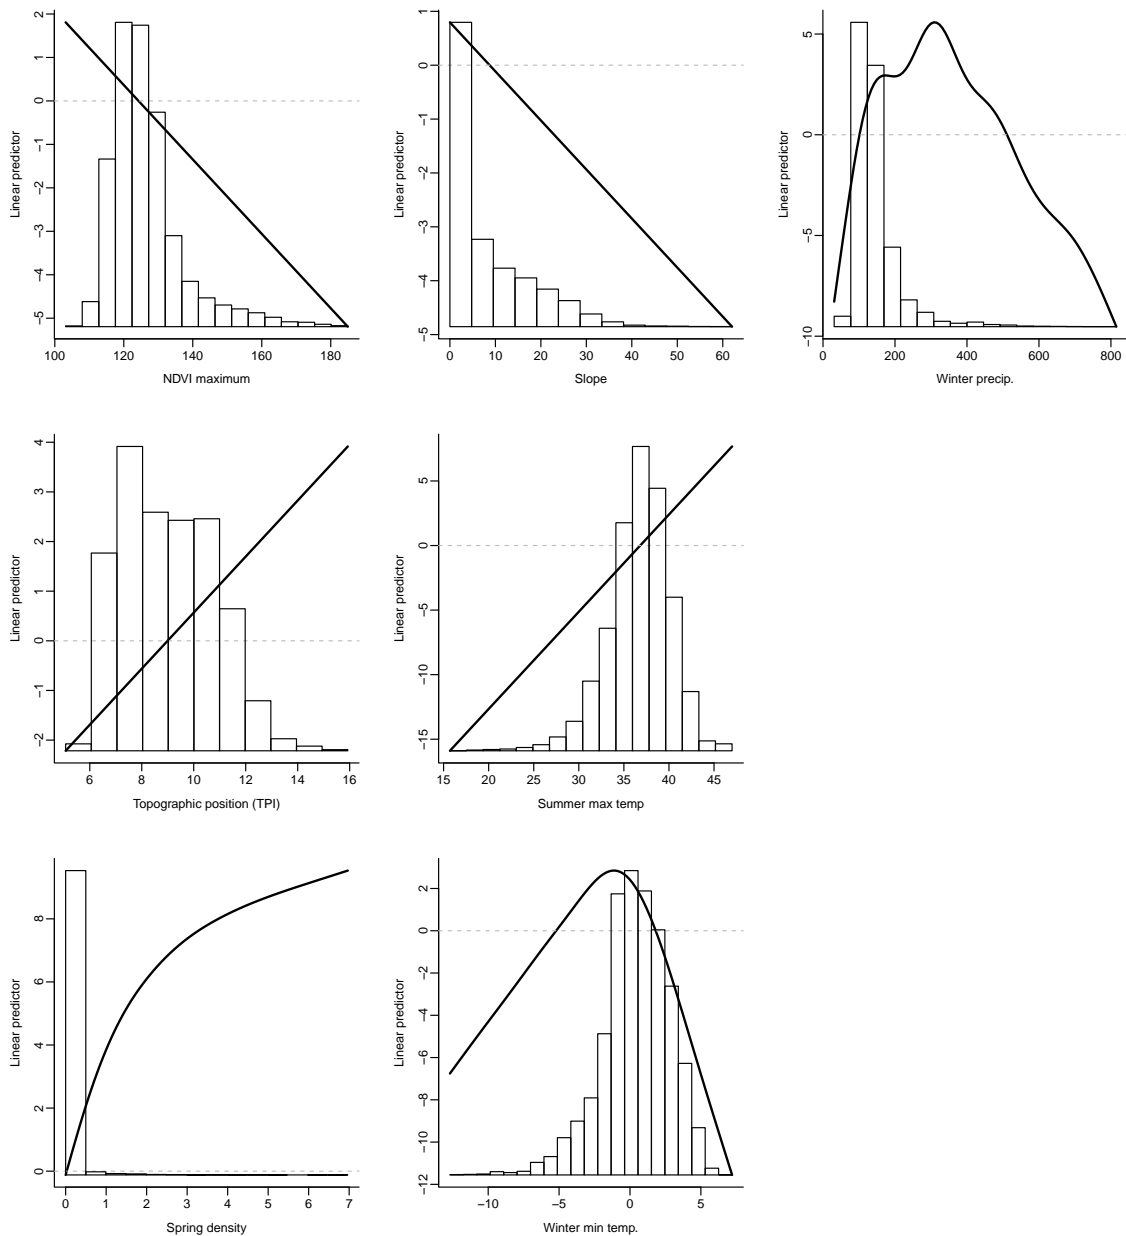 2
1
0
−1
−2
−3
−4
−5
Linear predictor
100 120 140 160 180
NDVI maximum
1
0
−1
−2
−3
−4
−5
Linear predictor
0 10 20 30 40 50 60
Slope
5
0
−5
−10
Linear predictor
0 200 400 600 800
Winter precip.
4
3
2
1
0
−1
−2
Linear predictor
6 8 10 12 14 16
Topographic position (TPI)
5
0
−5
−10
−15
Linear predictor
15 20 25 30 35 40 45
Summer max temp
8
6
4
2
0
Linear predictor
0 1 2 3 4 5 6 7
Spring density
2
0
−2
−4
−6
−8
−10
−12
Linear predictor
−10 −5 0 5
Winter min temp.